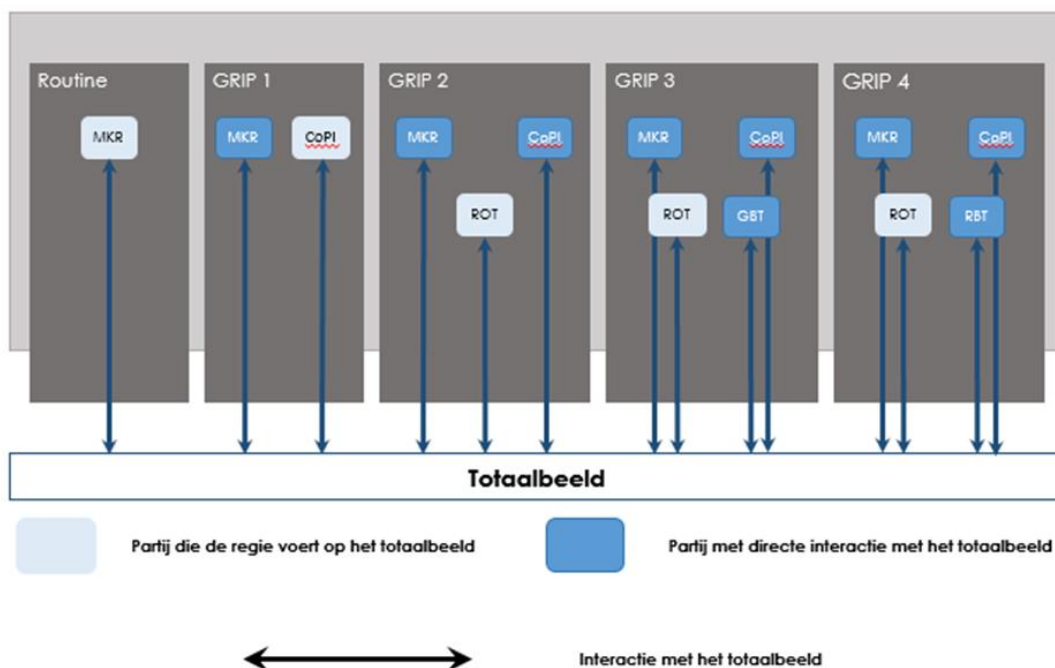 Routine
GRIP 1
GRIP 2
GRIP 3
GRIP 4
MKR
MKR
CoPI
MKR
CoPI
MKR
CoPI
MKR
CoPI
ROT
ROT
GBT
ROT
RBT
Totaalbeeld
Partij die de regie voert op het totaalbeeld
Partij met directe interactie met het totaalbeeld
Interactie met het totaalbeeld